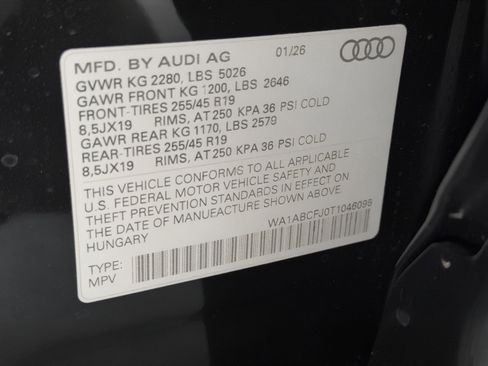 MFD. BY AUDI AG 01/26
GVWR KG 2280, LBS 5026
GAWR FRONT KG 1200, LBS 2646
FRONT-TIRES 255/45 R19
8,5JX19 RIMS, AT 250 KPA 36 PSI COLD
GAWR REAR KG 1170, LBS 2579
REAR-TIRES 255/45 R19
8,5JX19 RIMS, AT 250 KPA 36 PSI COLD
THIS VEHICLE CONFORMS TO ALL APPLICABLE
U.S. FEDERAL MOTOR VEHICLE SAFETY AND
THEFT PREVENTION STANDARDS IN EFFECT ON
THE DATE OF MANUFACTURE SHOWN ABOVE.
HUNGARY WA1ABCFJ0T1046096
TYPE:
MPV